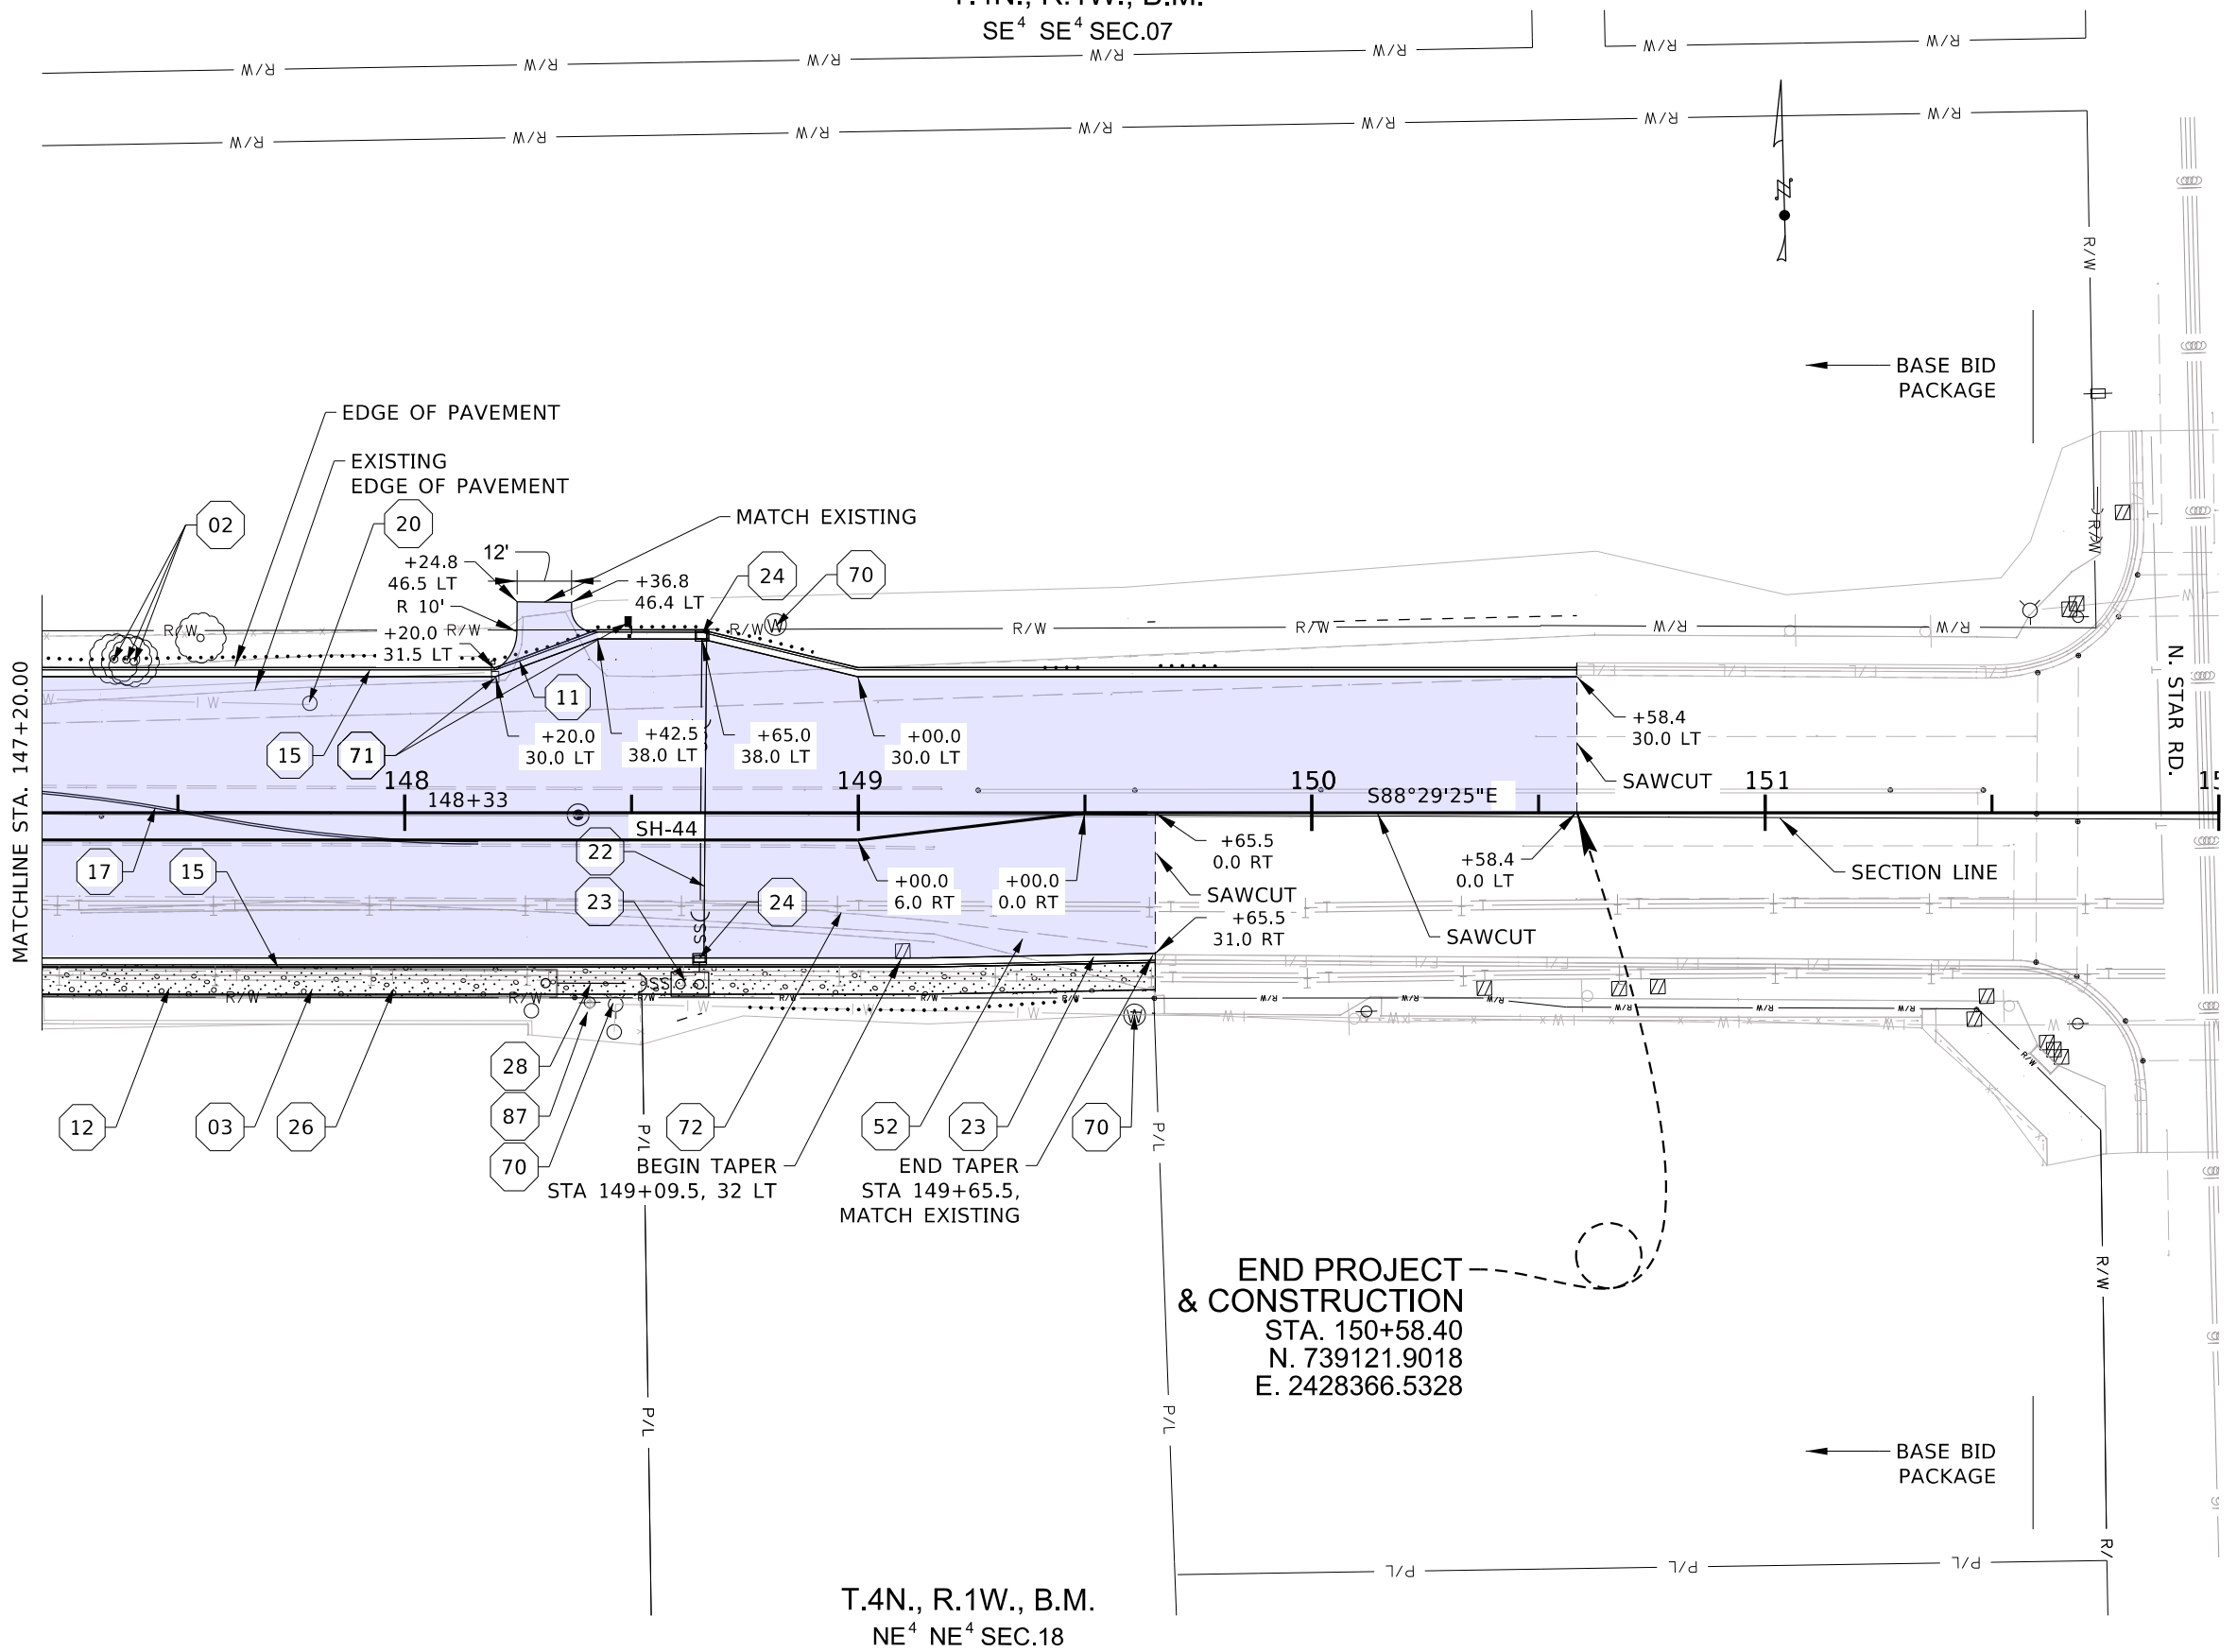 SE⁴ SE⁴ SEC.07
R/W R/W R/W R/W R/W R/W R/W
R/W R/W R/W R/W R/W R/W R/W
R/W
BASE BID
PACKAGE
EDGE OF PAVEMENT
EXISTING
EDGE OF PAVEMENT
02
20
MATCH EXISTING
+24.8
46.5 LT
12'
R 10'
+36.8
46.4 LT
24
70
+20.0
31.5 LT
R/W R/W R/W R/W R/W R/W R/W
R/W
W
N. STAR RD.
MATCHLINE STA. 147+20.00
11
15
71
+20.0
30.0 LT
+42.5
38.0 LT
+65.0
38.0 LT
+00.0
30.0 LT
+58.4
30.0 LT
SAWCUT
148
149
150
151
148+33
S88°29'25"E
SH-44
17
15
22
23
24
+00.0
6.0 RT
+00.0
0.0 RT
+65.5
0.0 RT
SAWCUT
+65.5
31.0 RT
+58.4
0.0 LT
SAWCUT
SECTION LINE
SS
SS
R/W R/W R/W R/W R/W R/W R/W R/W R/W R/W R/W R/W
R/W
W
28
87
70
12
03
26
72
52
23
70
BEGIN TAPER
STA 149+09.5, 32 LT
END TAPER
STA 149+65.5,
MATCH EXISTING
P/L
P/L
END PROJECT
& CONSTRUCTION
STA. 150+58.40
N. 739121.9018
E. 2428366.5328
R/W
P/L
P/L
BASE BID
PACKAGE
R/
P/L P/L P/L
T.4N., R.1W., B.M.
NE⁴ NE⁴ SEC.18